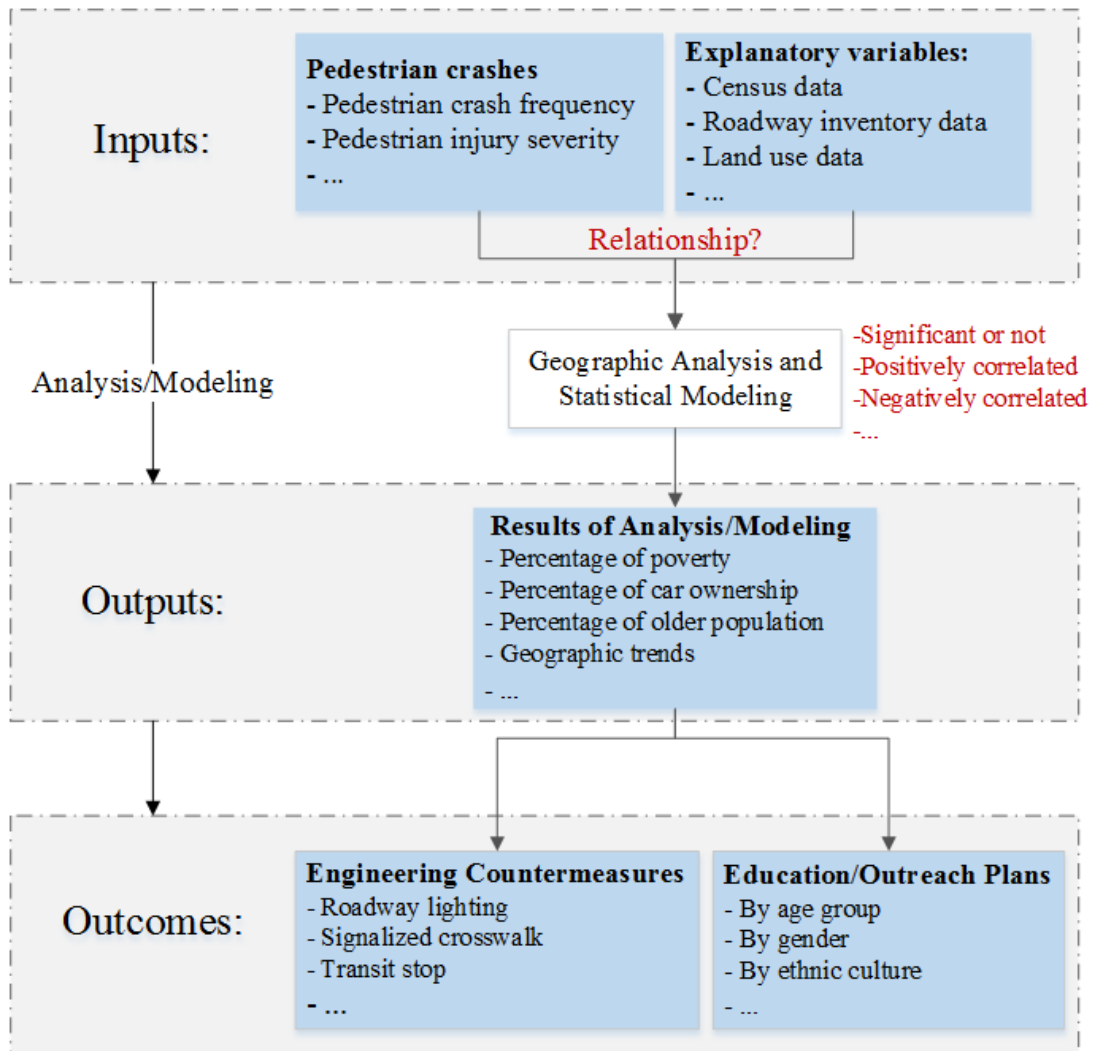 Inputs:
Pedestrian crashes
- Pedestrian crash frequency
- Pedestrian injury severity
- ...
Explanatory variables:
- Census data
- Roadway inventory data
- Land use data
- ...
Relationship?
Analysis/Modeling
Geographic Analysis and
Statistical Modeling
-Significant or not
-Positively correlated
-Negatively correlated
-...
Outputs:
Results of Analysis/Modeling
- Percentage of poverty
- Percentage of car ownership
- Percentage of older population
- Geographic trends
- ...
Outcomes:
Engineering Countermeasures
- Roadway lighting
- Signalized crosswalk
- Transit stop
- ...
Education/Outreach Plans
- By age group
- By gender
- By ethnic culture
- ...